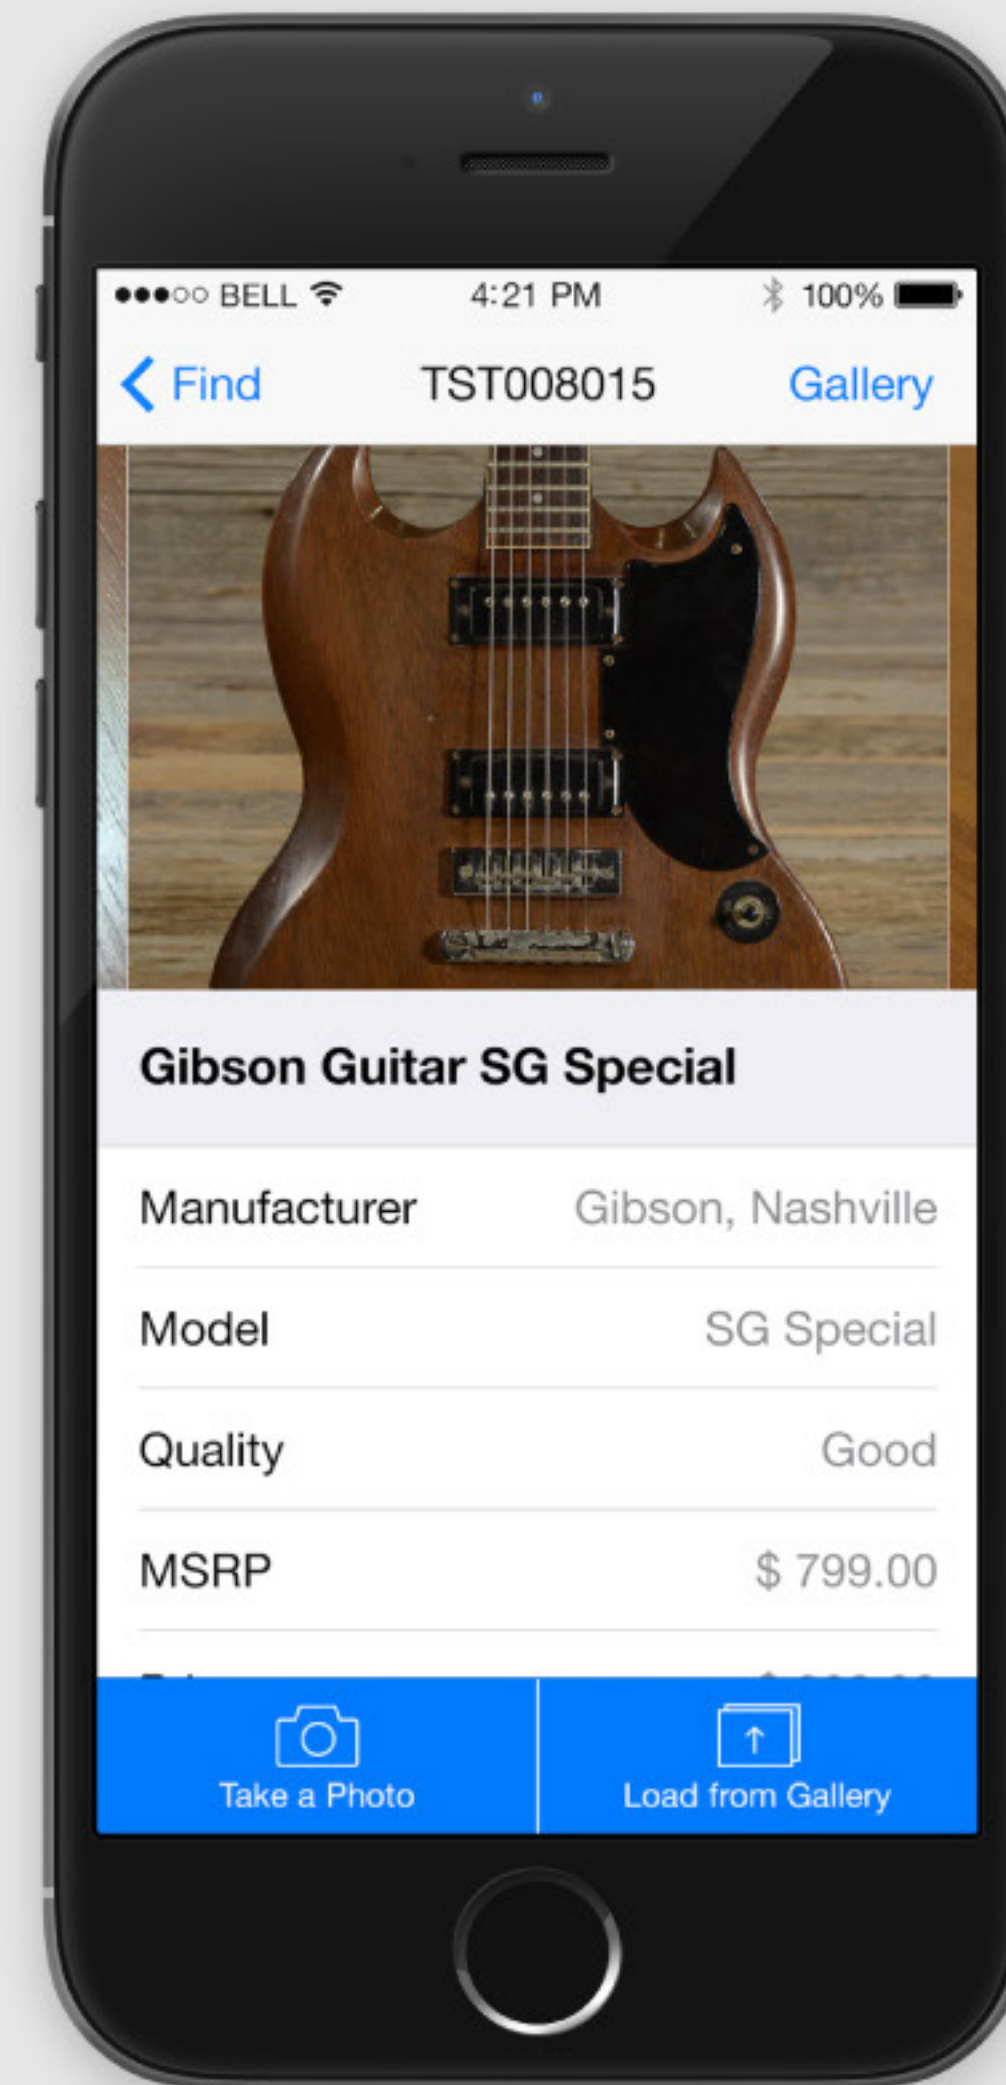 BELL 4:21 PM 100%
Find TST008015 Gallery
Gibson Guitar SG Special
Manufacturer Gibson, Nashville
Model SG Special
Quality Good
MSRP $ 799.00
Take a Photo Load from Gallery